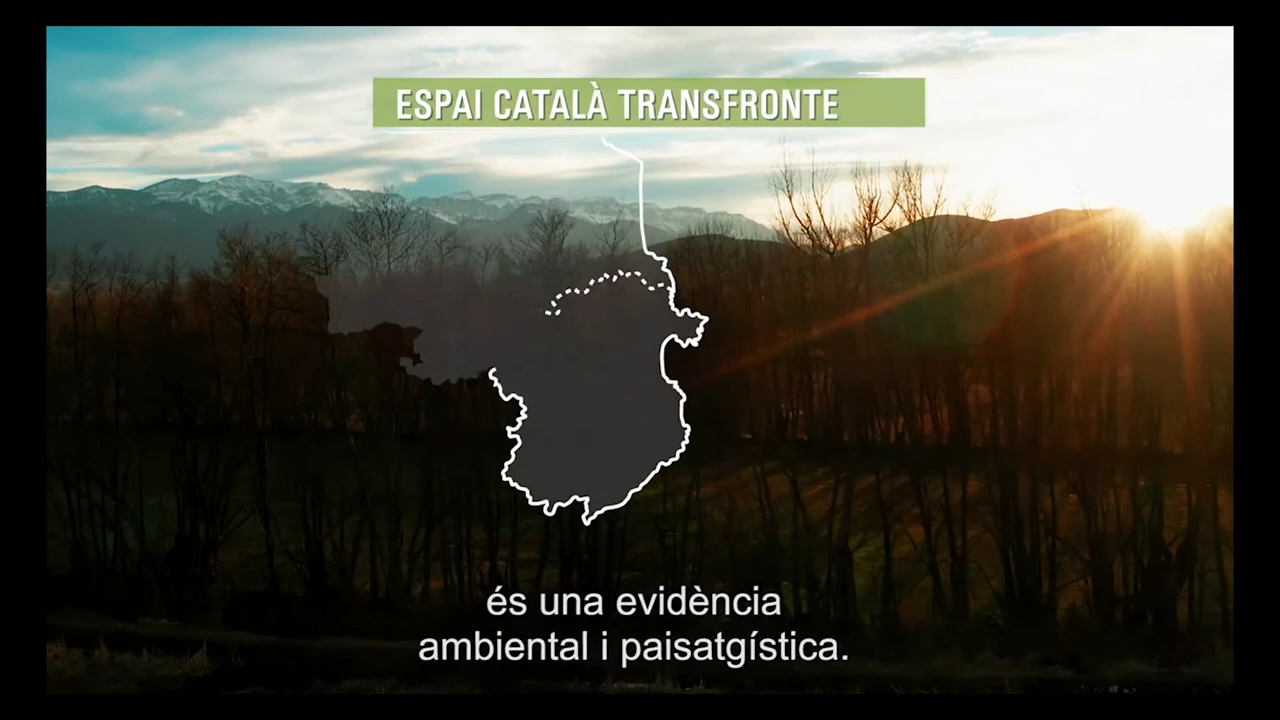 ESPAI CATALÀ TRANSFRONTE
és una evidència
ambiental i paisatgística.